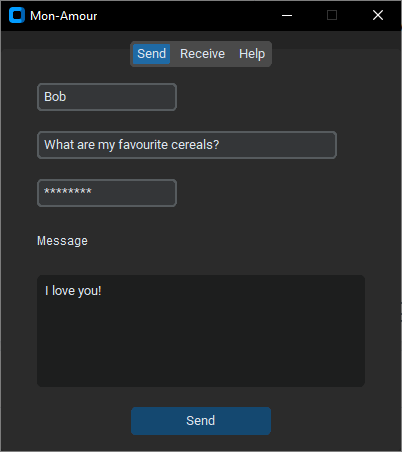 Mon-Amour
Send Receive Help
Bob
What are my favourite cereals?
********
Message
I love you!
Send